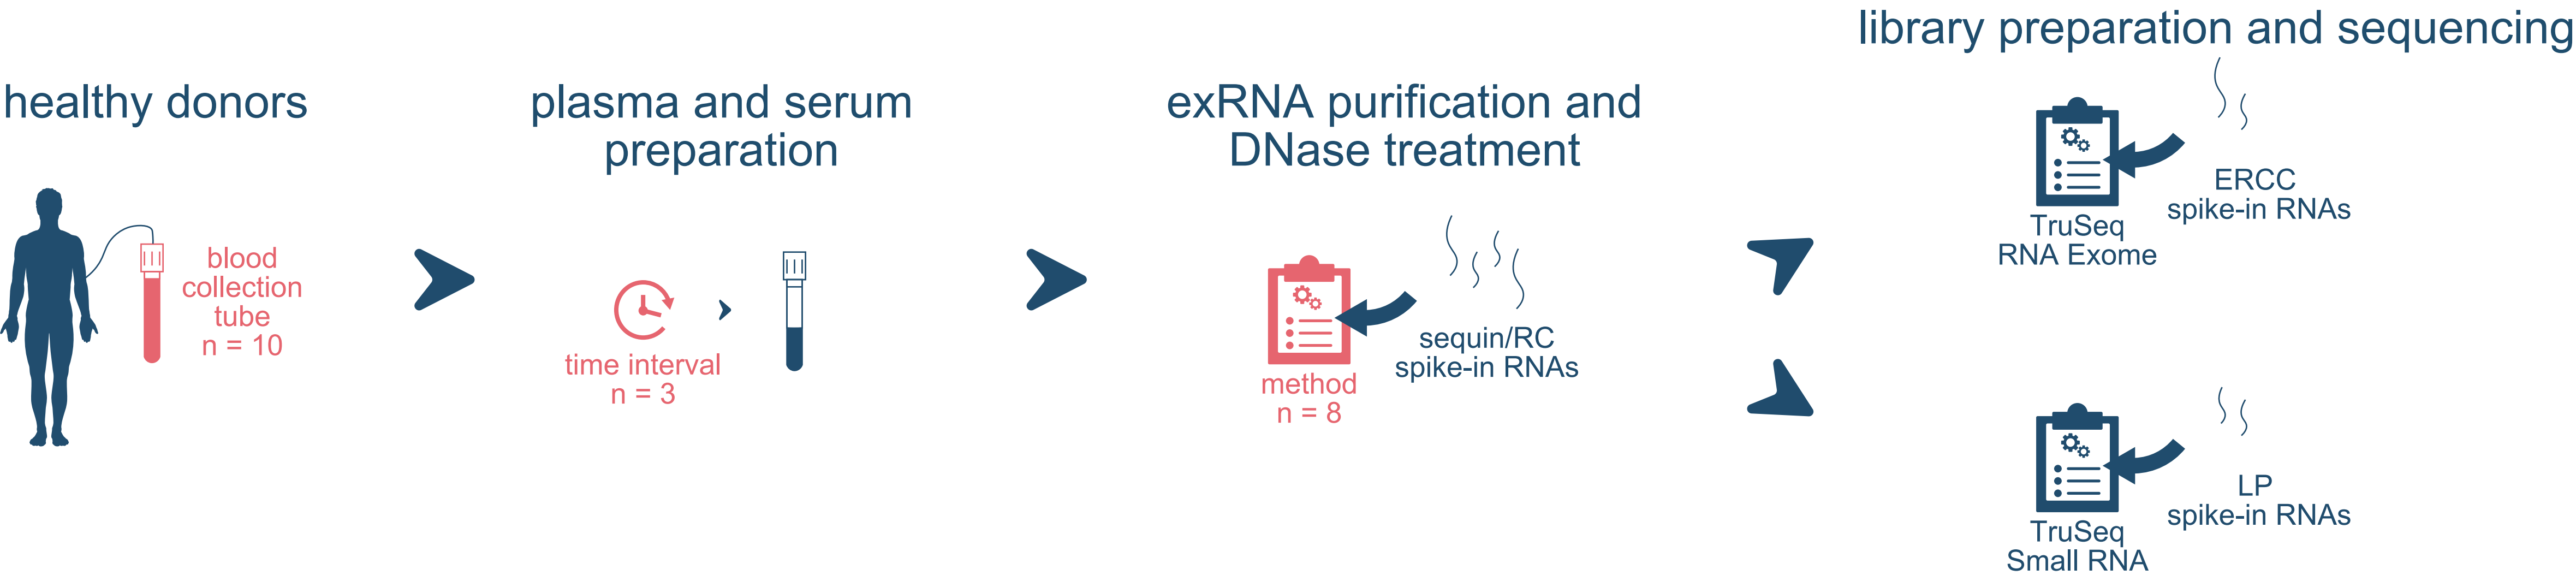 healthy donors
blood
collection
tube
n = 10
plasma and serum
preparation
time interval
n = 3
exRNA purification and
DNase treatment
method
n = 8
sequin/RC
spike-in RNAs
library preparation and sequencing
TruSeq
RNA Exome
ERCC
spike-in RNAs
TruSeq
Small RNA
LP
spike-in RNAs